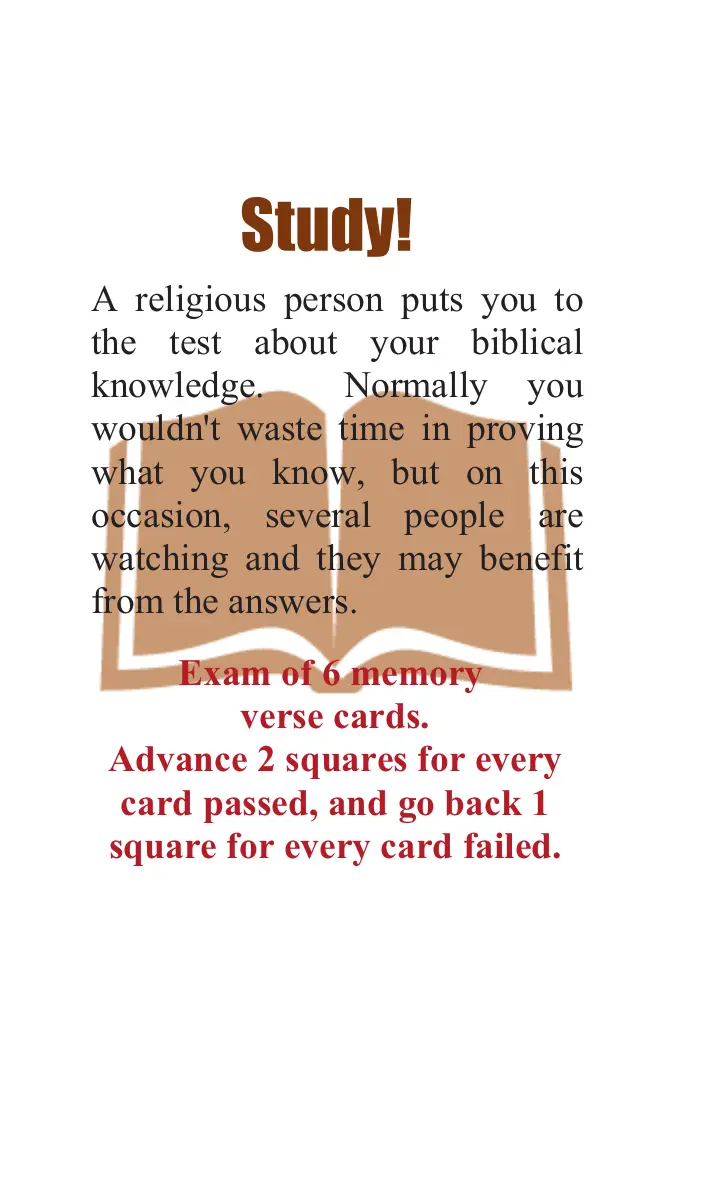 Study!
A religious person puts you to
the test about your biblical
knowledge. Normally you
wouldn't waste time in proving
what you know, but on this
occasion, several people are
watching and they may benefit
from the answers.
Exam of 6 memory
verse cards.
Advance 2 squares for every
card passed, and go back 1
square for every card failed.